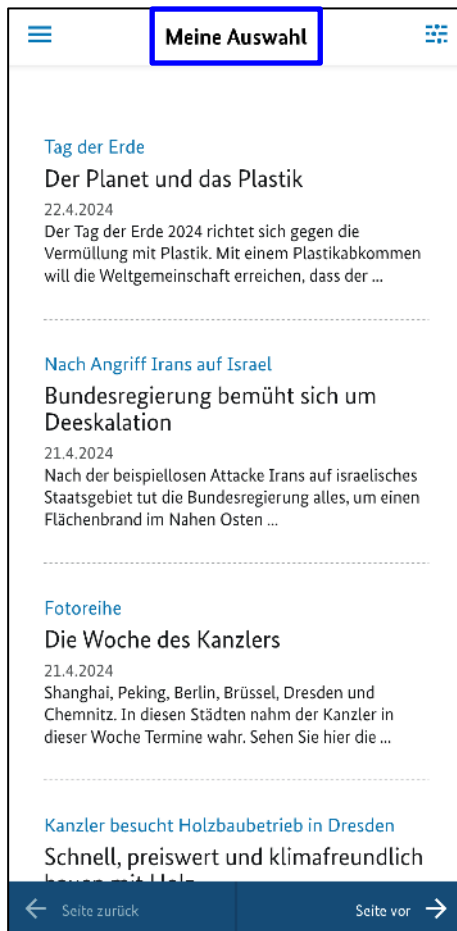 Meine Auswahl
Tag der Erde
Der Planet und das Plastik
22.4.2024
Der Tag der Erde 2024 richtet sich gegen die
Vermüllung mit Plastik. Mit einem Plastikabkommen
will die Weltgemeinschaft erreichen, dass der ...
Nach Angriff Irans auf Israel
Bundesregierung bemüht sich um
Deeskalation
21.4.2024
Nach der beispiellosen Attacke Irans auf israelisches
Staatsgebiet tut die Bundesregierung alles, um einen
Flächenbrand im Nahen Osten ...
Fotoreihe
Die Woche des Kanzlers
21.4.2024
Shanghai, Peking, Berlin, Brüssel, Dresden und
Chemnitz. In diesen Städten nahm der Kanzler in
dieser Woche Termine wahr. Sehen Sie hier die ...
Kanzler besucht Holzbaubetrieb in Dresden
Schnell, preiswert und klimafreundlich
bauen mit Holz
Seite zurück Seite vor